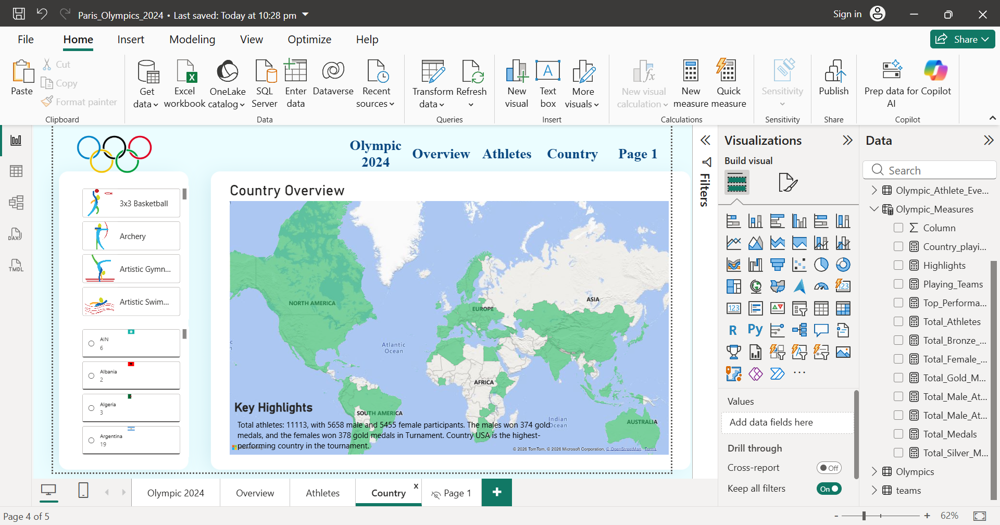 Paris_Olympics_2024 • Last saved: Today at 10:28 pm
Sign in
File
Home
Insert
Modeling
View
Optimize
Help
Share
Paste
Cut
Copy
Format painter
Clipboard
Get data
Excel workbook
OneLake catalog
SQL Server
Enter data
Dataverse
Recent sources
Data
Transform data
Refresh
Queries
New visual
Text box
More visuals
Insert
New visual calculation
New measure
Quick measure
Calculations
Sensitivity
Sensitivity
Publish
Share
Prep data for AI
Copilot
Copilot
DAX
TMDL
Olympic 2024
Overview
Athletes
Country
Page 1
3x3 Basketball
Archery
Artistic Gymn...
Artistic Swim...
AIN
6
Albania
2
Algeria
3
Argentina
19
Country Overview
NORTH AMERICA
EUROPE
ASIA
Atlantic
Ocean
AFRICA
SOUTH AMERICA
Indian
Ocean
AUSTRALIA
Key Highlights
Total athletes: 11113, with 5658 male and 5455 female participants. The males won 374 gold
medals, and the females won 378 gold medals in Turnament. Country USA is the highest-
performing country in the tournament.
© 2026 TomTom, © 2026 Microsoft Corporation, © OpenStreetMap Terms
Filters
Visualizations
Build visual
123
123
R
Py
Values
Add data fields here
Drill through
Cross-report
Off
Keep all filters
On
Data
Search
Olympic_Athlete_Eve...
Olympic_Measures
Column
Country_playi...
Highlights
Playing_Teams
Top_Performa...
Total_Athletes
Total_Bronze_...
Total_Female_...
Total_Gold_M...
Total_Male_At...
Total_Male_At...
Total_Medals
Total_Silver_M...
Olympics
teams
Olympic 2024
Overview
Athletes
Country
x
Page 1
+
Page 4 of 5
- + 62%